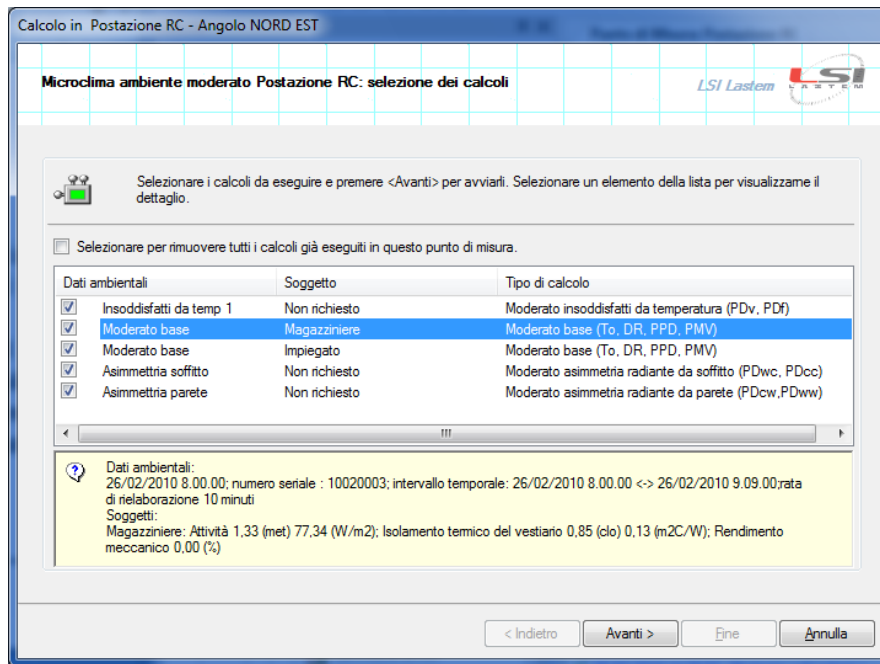 Calcolo in Postazione RC - Angolo NORD EST
Microclima ambiente moderato Postazione RC: selezione dei calcoli
LSI Lastem
LSI
LASTEM
Selezionare i calcoli da eseguire e premere <Avanti> per avviarli. Selezionare un elemento della lista per visualizzarne il
dettaglio.
Selezionare per rimuovere tutti i calcoli già eseguiti in questo punto di misura.
Dati ambientali Soggetto Tipo di calcolo
Insoddisfatti da temp 1 Non richiesto Moderato insoddisfatti da temperatura (PDv, PDf)
Moderato base Magazziniere Moderato base (To, DR, PPD, PMV)
Moderato base Impiegato Moderato base (To, DR, PPD, PMV)
Asimmettria soffitto Non richiesto Moderato asimmetria radiante da soffitto (PDwc, PDcc)
Asimmettria parete Non richiesto Moderato asimmetria radiante da parete (PDcw,PDww)
Dati ambientali:
26/02/2010 8.00.00; numero seriale : 10020003; intervallo temporale: 26/02/2010 8.00.00 <-> 26/02/2010 9.09.00;rata
di rielaborazione 10 minuti
Soggetti:
Magazziniere: Attività 1,33 (met) 77,34 (W/m2); Isolamento termico del vestiario 0,85 (clo) 0,13 (m2C/W); Rendimento
meccanico 0,00 (%)
< Indietro Avanti > Fine Annulla